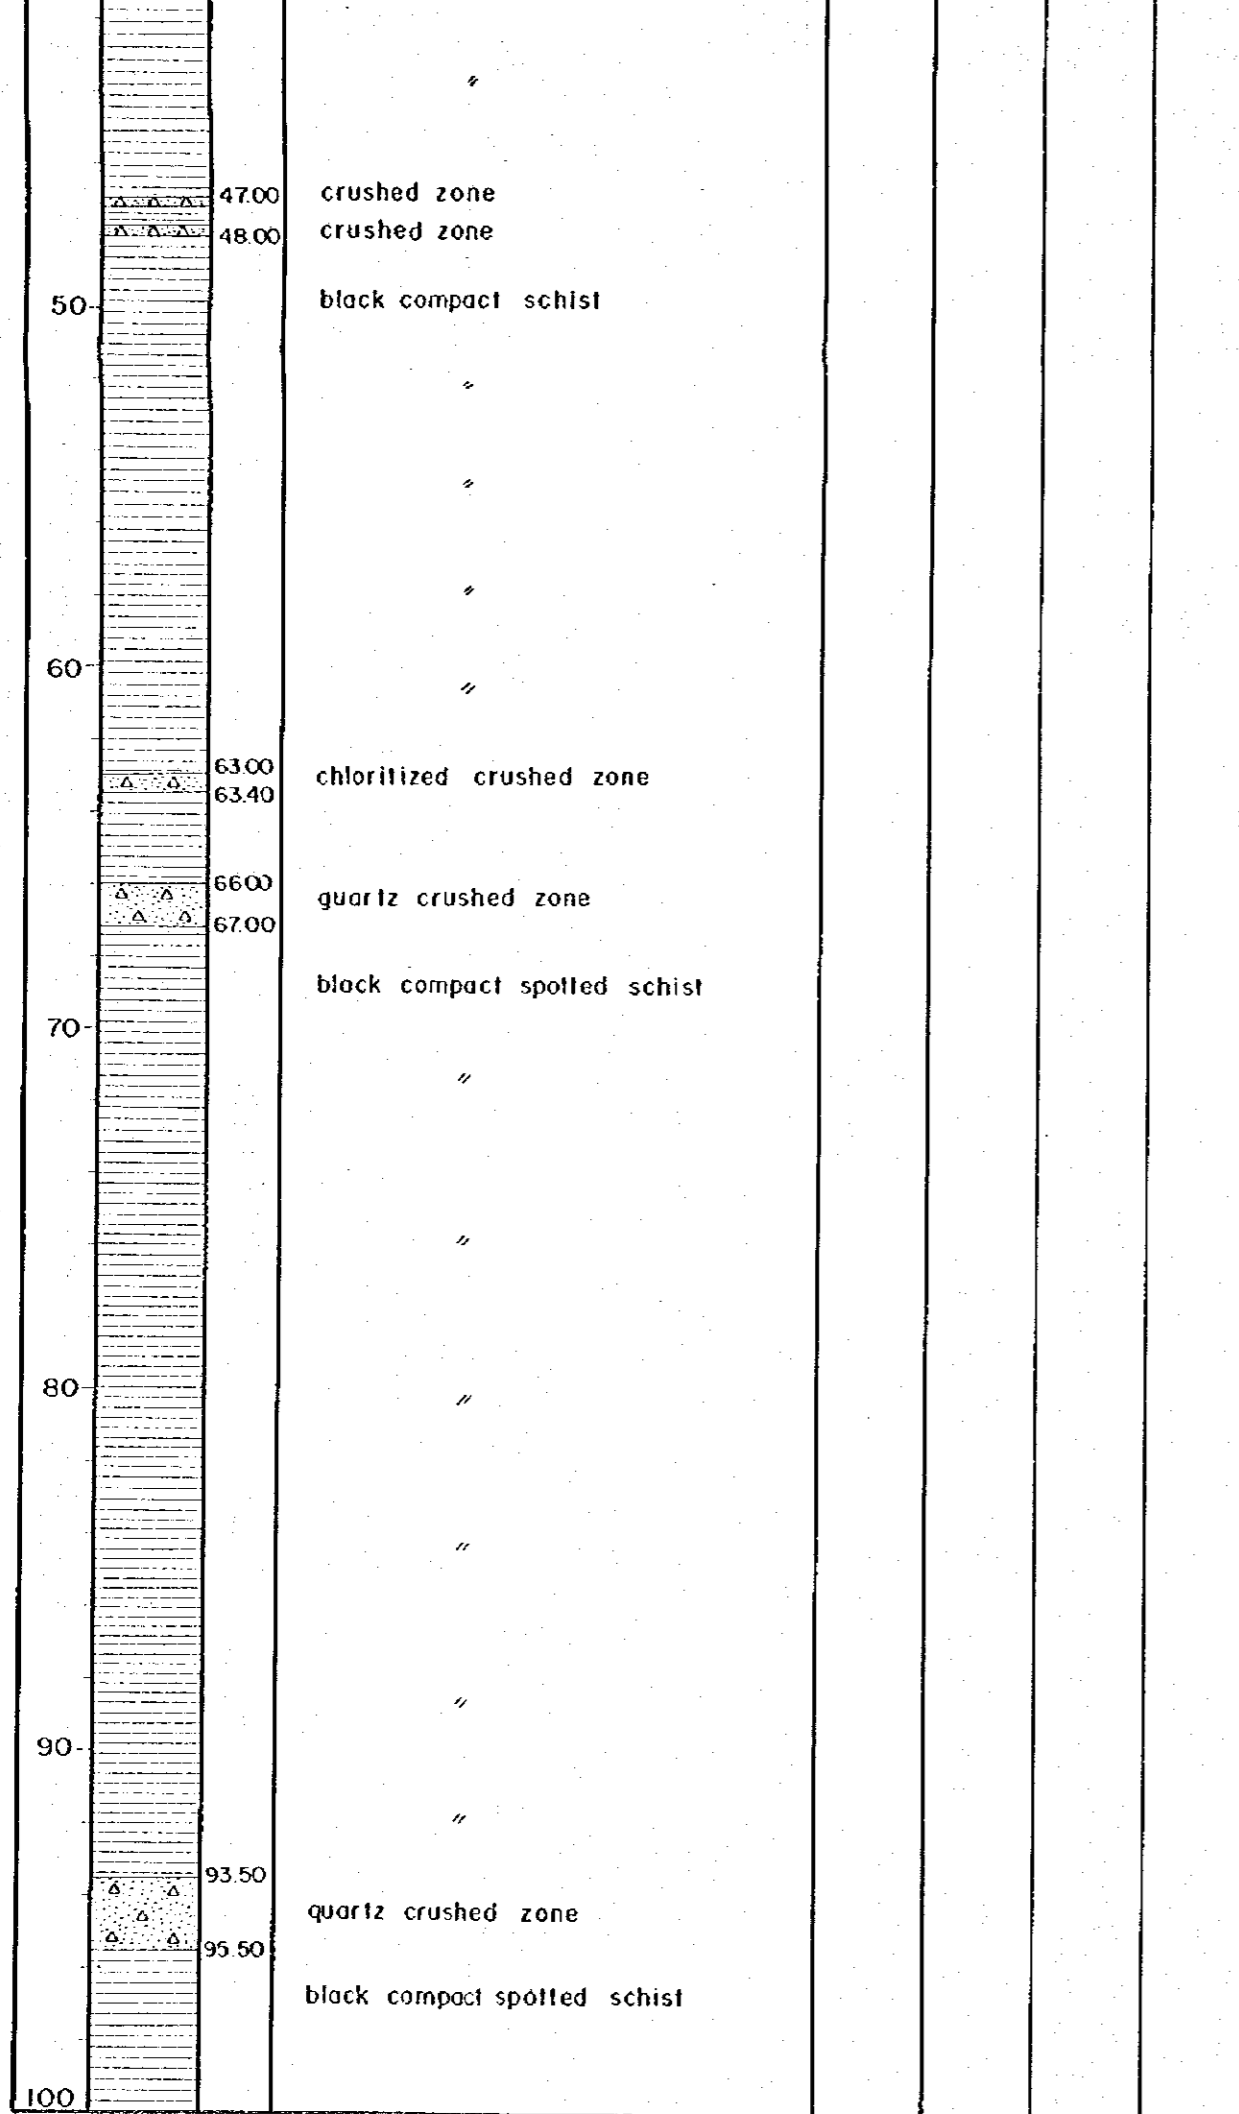 〃
47.00 crushed zone
48.00 crushed zone
50 black compact schist
〃
〃
〃
60
〃
63.00
chloritized crushed zone
63.40
66.00
quartz crushed zone
67.00
black compact spotted schist
70
〃
〃
80
〃
〃
〃
90
〃
93.50
quartz crushed zone
95.50
black compact spotted schist
100